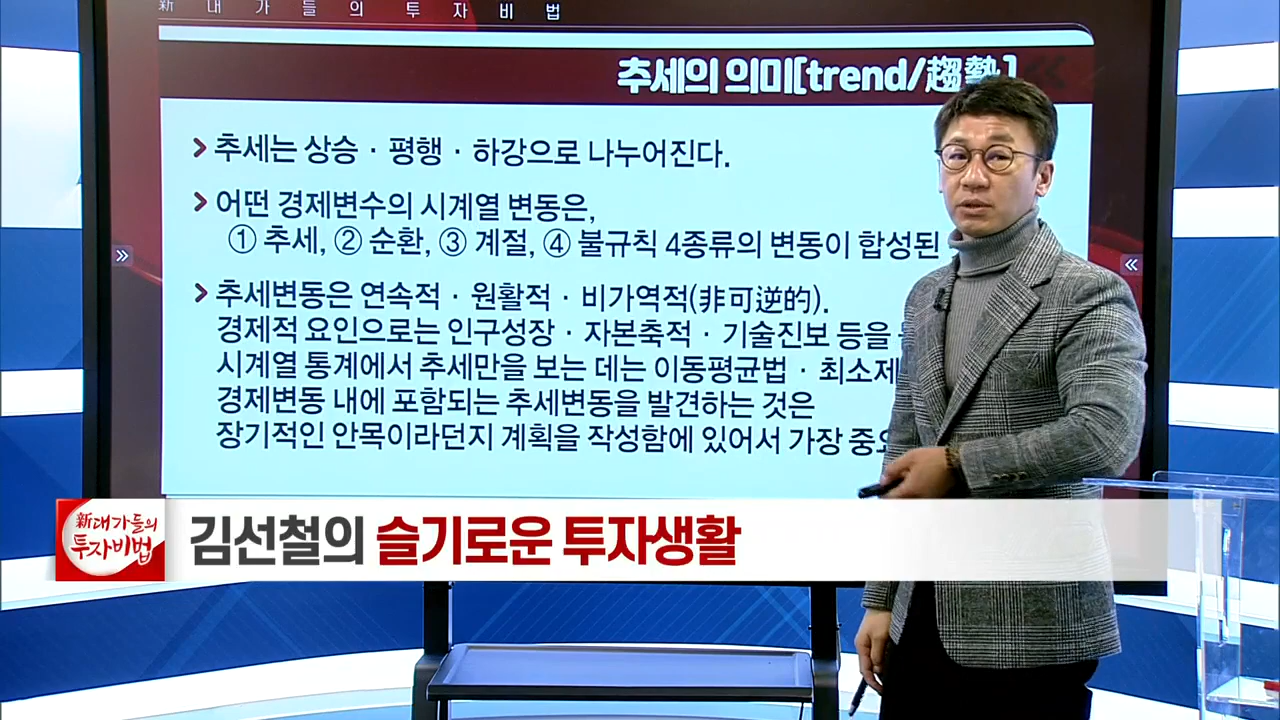 新 대 가 들 의 투 자 비 법
추세의 의미[trend/趨勢]
추세는 상승 · 평행 · 하강으로 나누어진다.
어떤 경제변수의 시계열 변동은,
① 추세, ② 순환, ③ 계절, ④ 불규칙 4종류의 변동이 합성된
추세변동은 연속적 · 원활적 · 비가역적(非可逆的).
경제적 요인으로는 인구성장 · 자본축적 · 기술진보 등을
시계열 통계에서 추세만을 보는 데는 이동평균법 · 최소제
경제변동 내에 포함되는 추세변동을 발견하는 것은
장기적인 안목이라던지 계획을 작성함에 있어서 가장 중요
新대가들의
투자비법
김선철의 슬기로운 투자생활